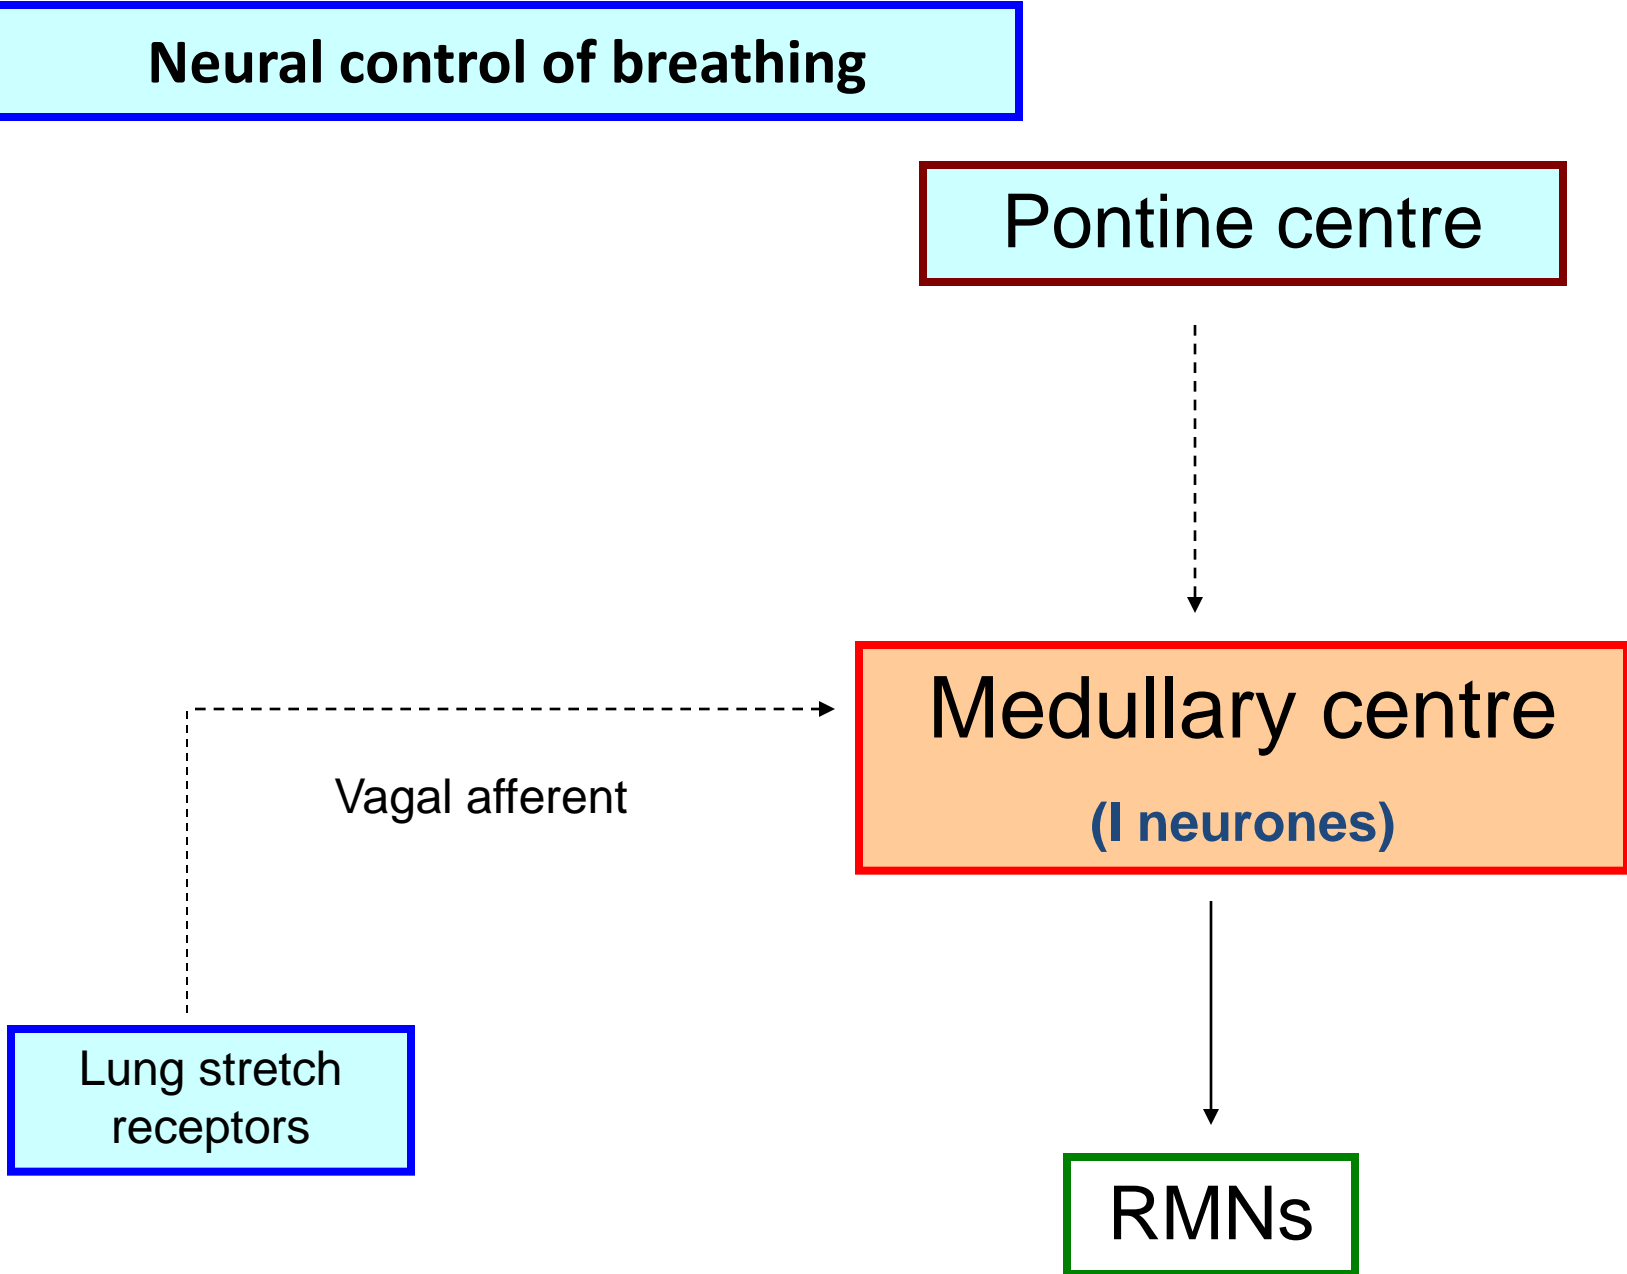 Neural control of breathing
Pontine centre
Medullary centre
(I neurones)
Vagal afferent
Lung stretch
receptors
RMNs